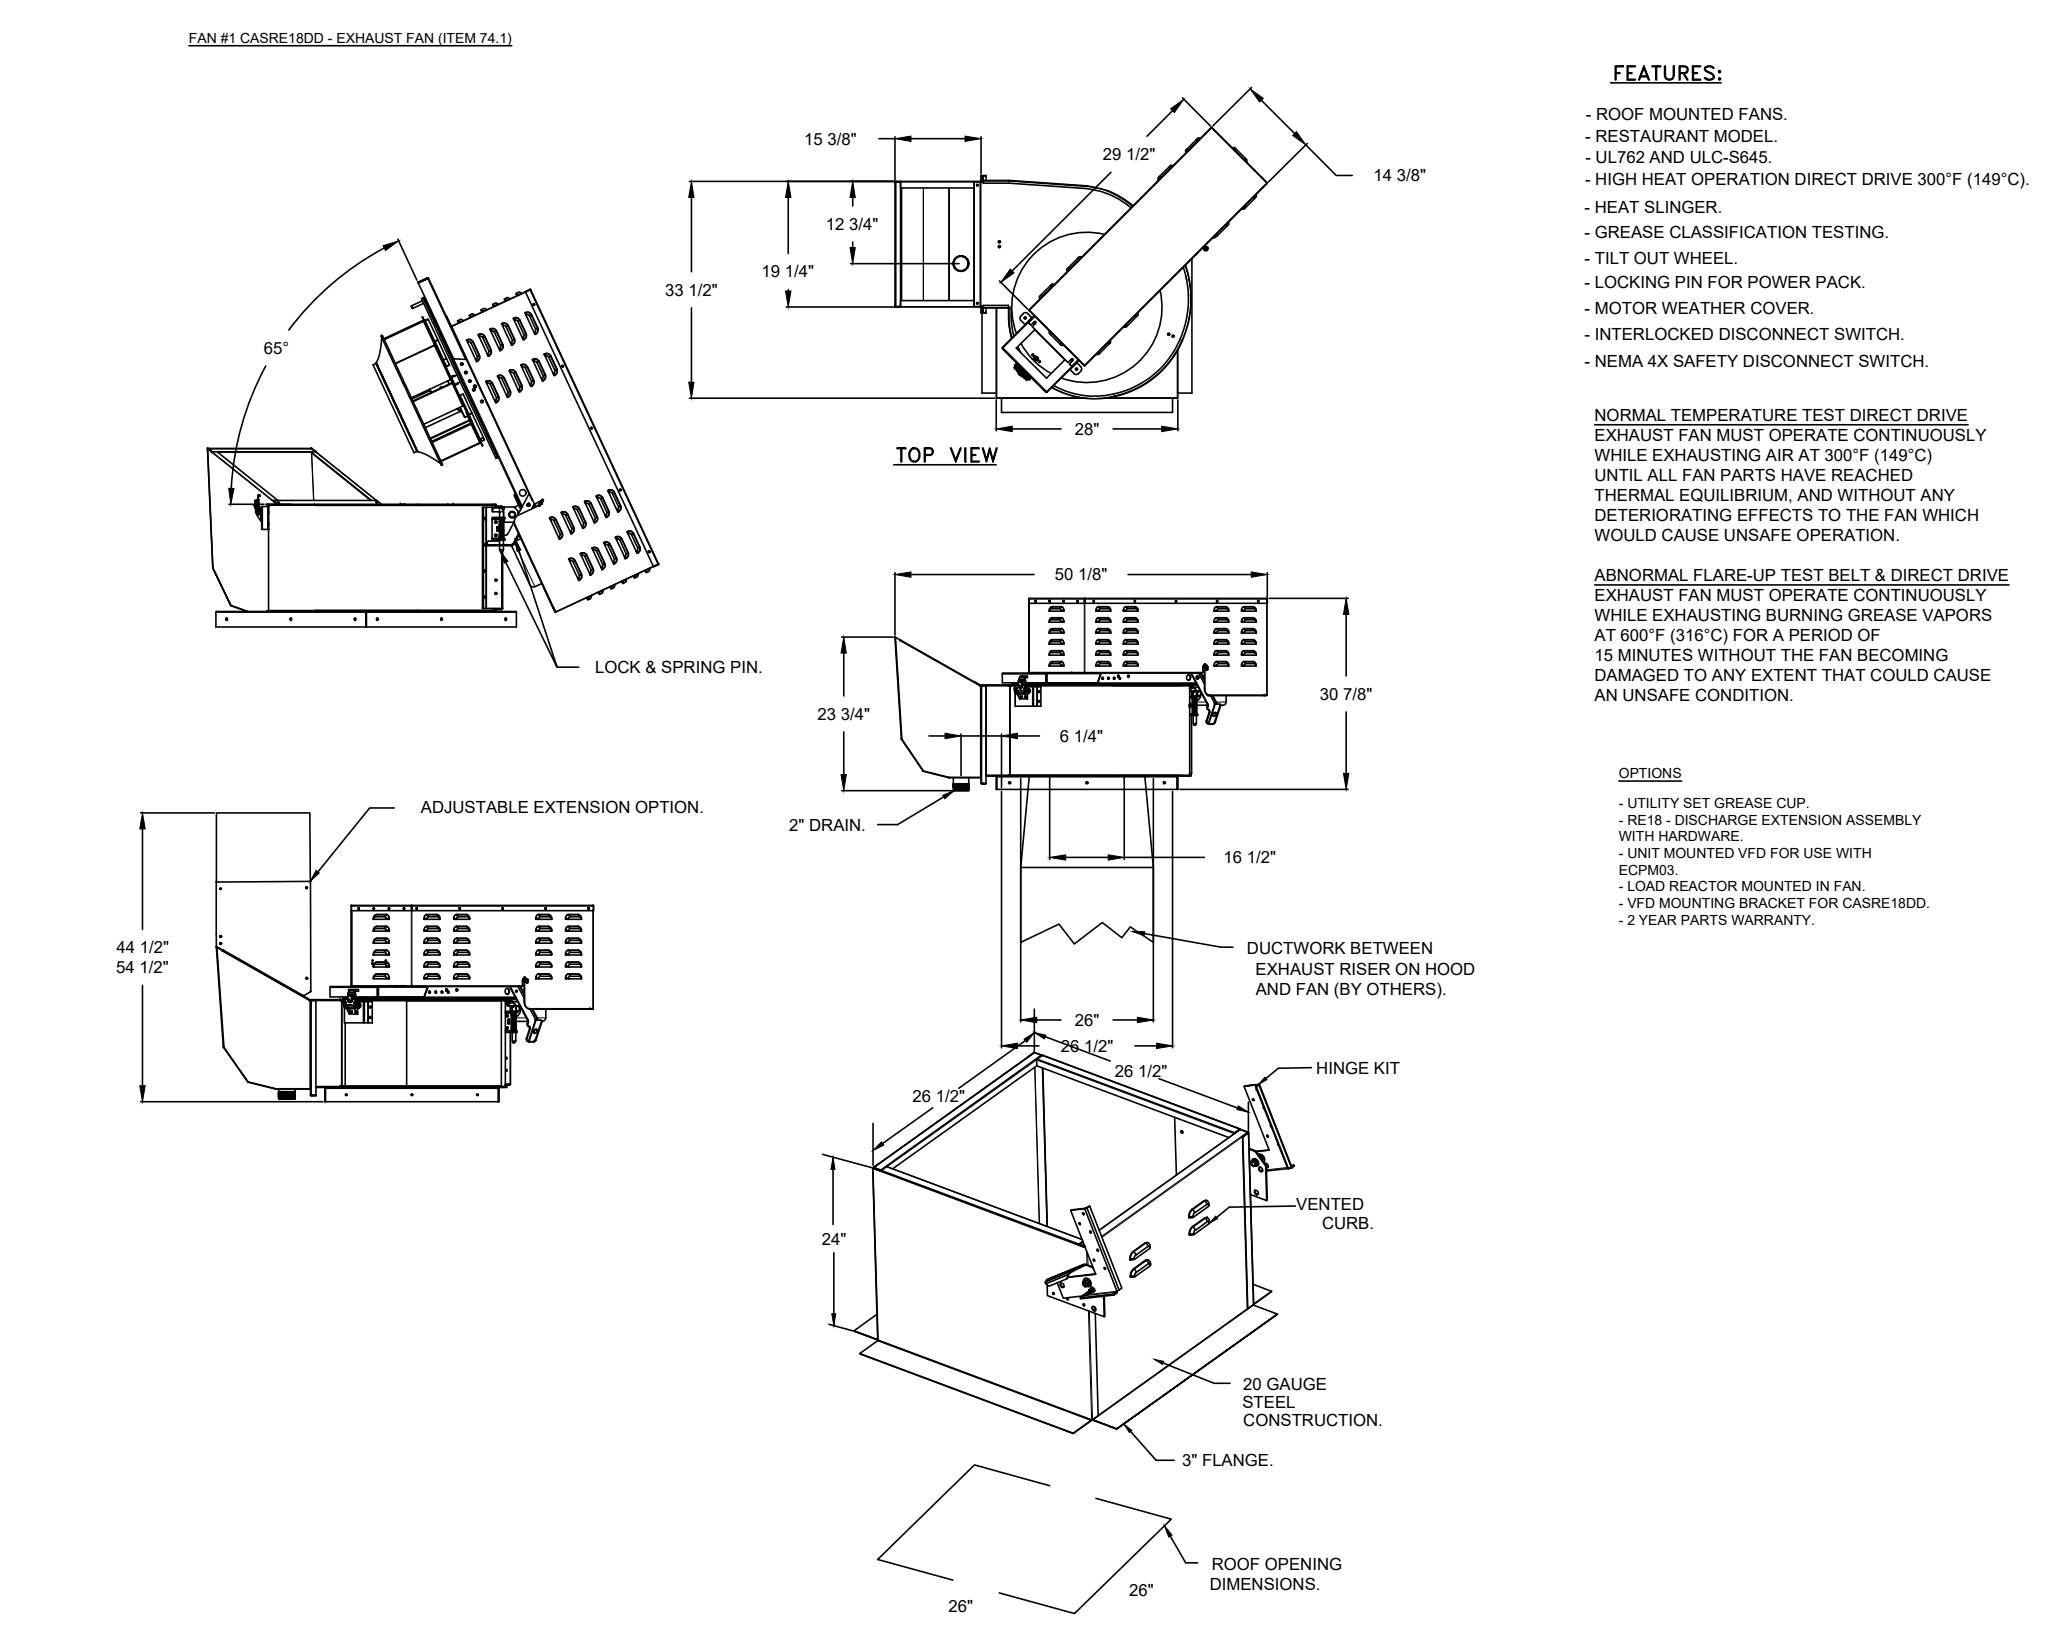 FAN #1 CASRE18DD - EXHAUST FAN (ITEM 74.1)
65°
LOCK & SPRING PIN.
15 3/8"
29 1/2"
14 3/8"
12 3/4"
19 1/4"
33 1/2"
28"
TOP VIEW
50 1/8"
30 7/8"
23 3/4"
6 1/4"
2" DRAIN.
16 1/2"
DUCTWORK BETWEEN
EXHAUST RISER ON HOOD
AND FAN (BY OTHERS).
26"
26 1/2"
ADJUSTABLE EXTENSION OPTION.
44 1/2"
54 1/2"
26 1/2"
26 1/2"
HINGE KIT
VENTED
CURB.
24"
20 GAUGE
STEEL
CONSTRUCTION.
3" FLANGE.
ROOF OPENING
DIMENSIONS.
26"
26"
FEATURES:
- ROOF MOUNTED FANS.
- RESTAURANT MODEL.
- UL762 AND ULC-S645.
- HIGH HEAT OPERATION DIRECT DRIVE 300°F (149°C).
- HEAT SLINGER.
- GREASE CLASSIFICATION TESTING.
- TILT OUT WHEEL.
- LOCKING PIN FOR POWER PACK.
- MOTOR WEATHER COVER.
- INTERLOCKED DISCONNECT SWITCH.
- NEMA 4X SAFETY DISCONNECT SWITCH.
NORMAL TEMPERATURE TEST DIRECT DRIVE
EXHAUST FAN MUST OPERATE CONTINUOUSLY
WHILE EXHAUSTING AIR AT 300°F (149°C)
UNTIL ALL FAN PARTS HAVE REACHED
THERMAL EQUILIBRIUM, AND WITHOUT ANY
DETERIORATING EFFECTS TO THE FAN WHICH
WOULD CAUSE UNSAFE OPERATION.
ABNORMAL FLARE-UP TEST BELT & DIRECT DRIVE
EXHAUST FAN MUST OPERATE CONTINUOUSLY
WHILE EXHAUSTING BURNING GREASE VAPORS
AT 600°F (316°C) FOR A PERIOD OF
15 MINUTES WITHOUT THE FAN BECOMING
DAMAGED TO ANY EXTENT THAT COULD CAUSE
AN UNSAFE CONDITION.
OPTIONS
- UTILITY SET GREASE CUP.
- RE18 - DISCHARGE EXTENSION ASSEMBLY
WITH HARDWARE.
- UNIT MOUNTED VFD FOR USE WITH
ECPM03.
- LOAD REACTOR MOUNTED IN FAN.
- VFD MOUNTING BRACKET FOR CASRE18DD.
- 2 YEAR PARTS WARRANTY.